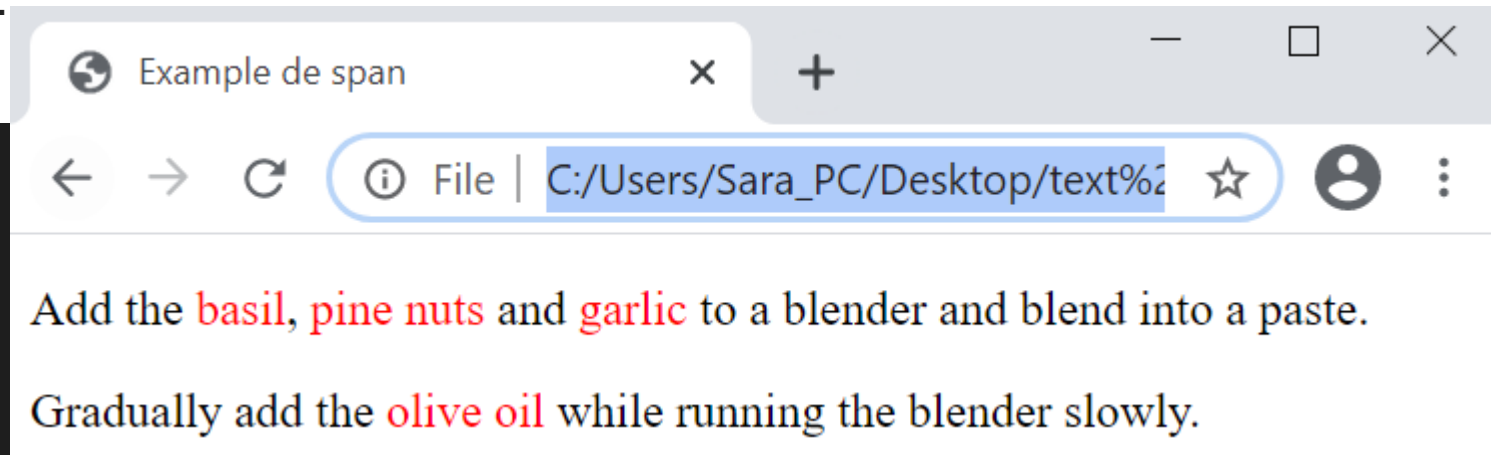 Example de span
File | C:/Users/Sara_PC/Desktop/text%2
Add the basil, pine nuts and garlic to a blender and blend into a paste.
Gradually add the olive oil while running the blender slowly.